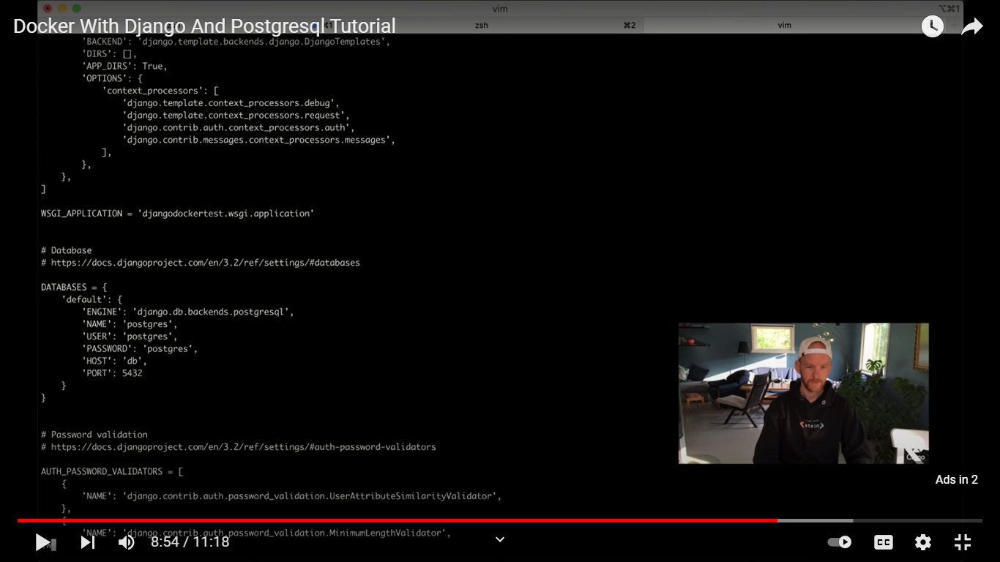 vim
⌥⌘1
Docker With Django And Postgresql Tutorial
zsh
⌘2
vim
'BACKEND': 'django.template.backends.django.DjangoTemplates',
'DIRS': [],
'APP_DIRS': True,
'OPTIONS': {
'context_processors': [
'django.template.context_processors.debug',
'django.template.context_processors.request',
'django.contrib.auth.context_processors.auth',
'django.contrib.messages.context_processors.messages',
],
},
},
]
WSGI_APPLICATION = 'djangodockertest.wsgi.application'
# Database
# https://docs.djangoproject.com/en/3.2/ref/settings/#databases
DATABASES = {
'default': {
'ENGINE': 'django.db.backends.postgresql',
'NAME': 'postgres',
'USER': 'postgres',
'PASSWORD': 'postgres',
'HOST': 'db',
'PORT': 5432
}
}
<stein>
# Password validation
# https://docs.djangoproject.com/en/3.2/ref/settings/#auth-password-validators
AUTH_PASSWORD_VALIDATORS = [
{
'NAME': 'django.contrib.auth.password_validation.UserAttributeSimilarityValidator',
},
{
'NAME': 'django.contrib.auth.password_validation.MinimumLengthValidator',
Ads in 2
8:54 / 11:18
CC